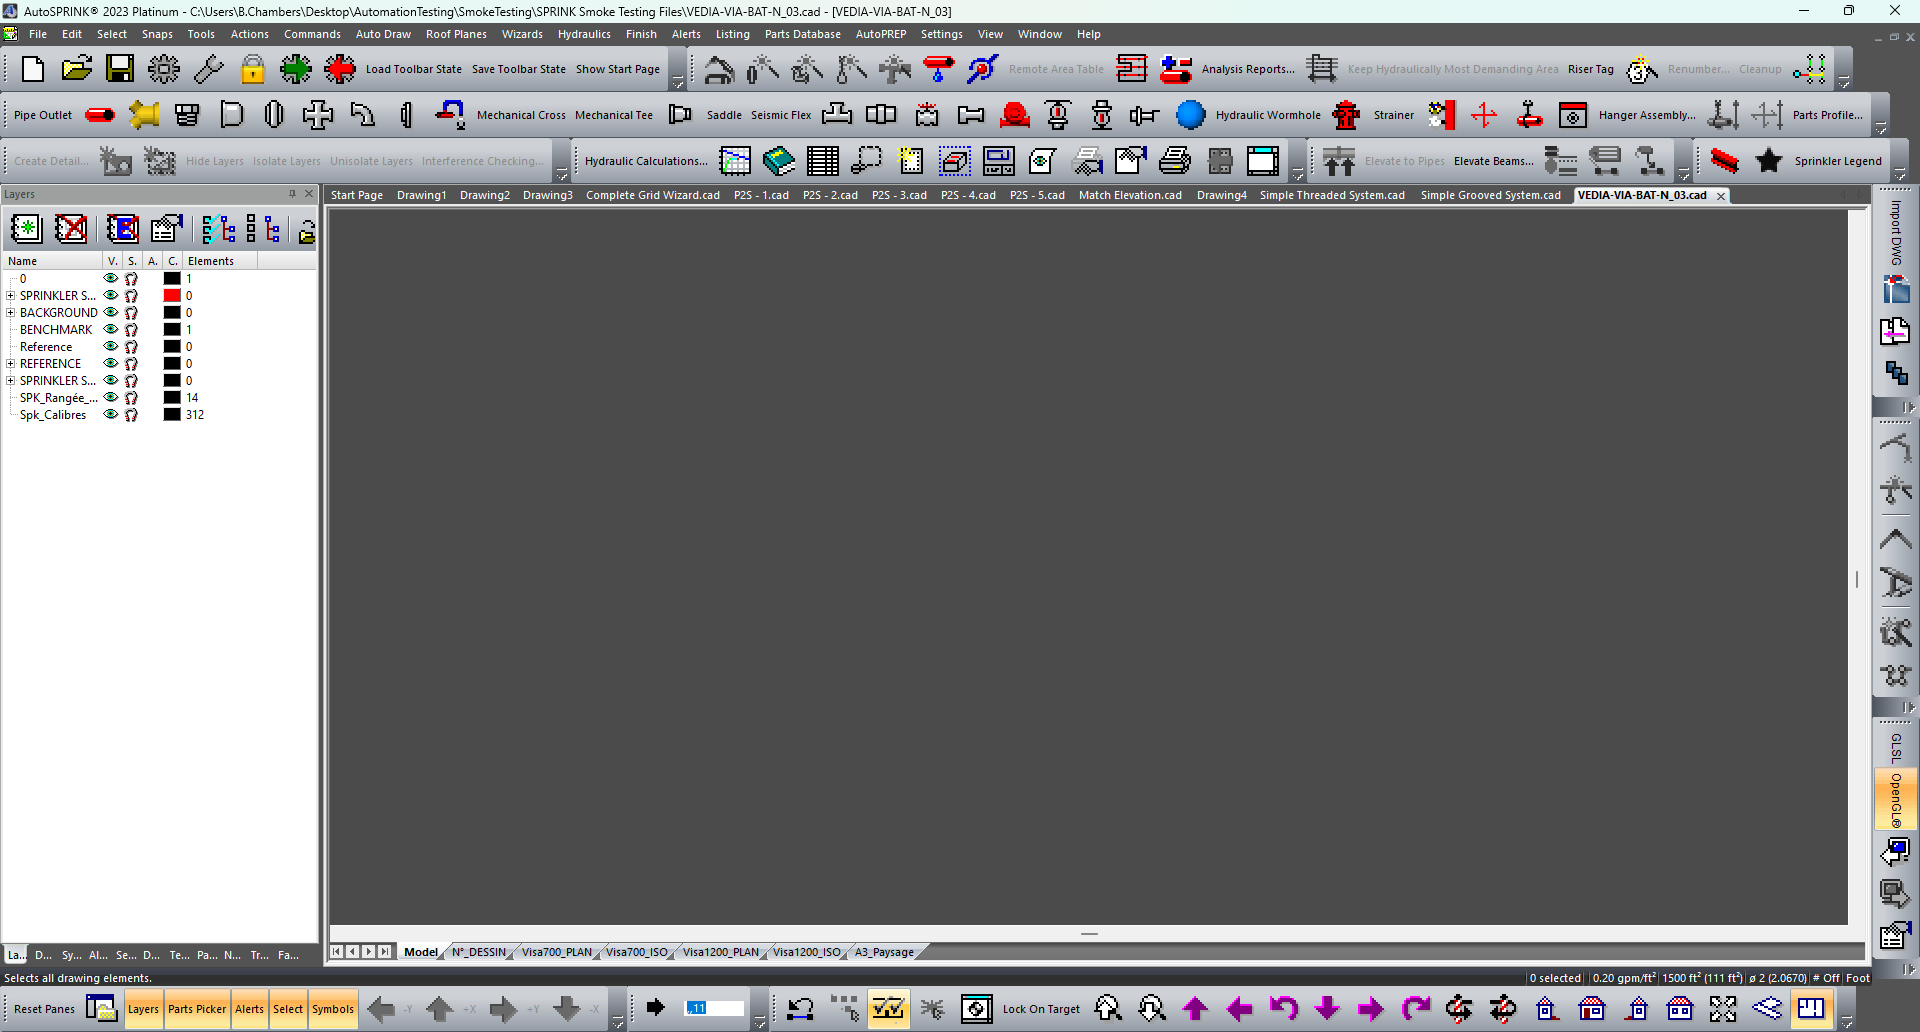 AutoSPRINK® 2023 Platinum - C:\Users\B.Chambers\Desktop\AutomationTesting\SmokeTesting\SPRINK Smoke Testing Files\VEDIA-VIA-BAT-N_03.cad - [VEDIA-VIA-BAT-N_03]
File Edit Select Snaps Tools Actions Commands Auto Draw Roof Planes Wizards Hydraulics Finish Alerts Listing Parts Database AutoPREP Settings View Window Help
Load Toolbar State Save Toolbar State Show Start Page Remote Area Table Analysis Reports... Keep Hydraulically Most Demanding Area Riser Tag Renumber... Cleanup
Pipe Outlet Mechanical Cross Mechanical Tee Saddle Seismic Flex Hydraulic Wormhole Strainer Hanger Assembly... Parts Profile...
Create Detail... Hide Layers Isolate Layers Unisolate Layers Interference Checking... Hydraulic Calculations... Elevate to Pipes Elevate Beams... Sprinkler Legend
Layers
Start Page Drawing1 Drawing2 Drawing3 Complete Grid Wizard.cad P2S - 1.cad P2S - 2.cad P2S - 3.cad P2S - 4.cad P2S - 5.cad Match Elevation.cad Drawing4 Simple Threaded System.cad Simple Grooved System.cad VEDIA-VIA-BAT-N_03.cad
Import DWG
Name V. S. A. C. Elements
0 1
SPRINKLER S... 0
BACKGROUND 0
BENCHMARK 1
Reference 0
REFERENCE 0
SPRINKLER S... 0
SPK_Rangée_... 14
Spk_Calibres 312
GLSL
OpenGL®
La... D... Sy... Al... Se... D... Te... Pa... N... Tr... Fa...
Model N°_DESSIN Visa700_PLAN Visa700_ISO Visa1200_PLAN Visa1200_ISO A3_Paysage
Selects all drawing elements.
0 selected 0.20 gpm/ft² 1500 ft² (111 ft²) ø 2 (2.0670) # Off Foot
Reset Panes Layers Parts Picker Alerts Select Symbols -Y +X +Y -X ,,11 Lock On Target